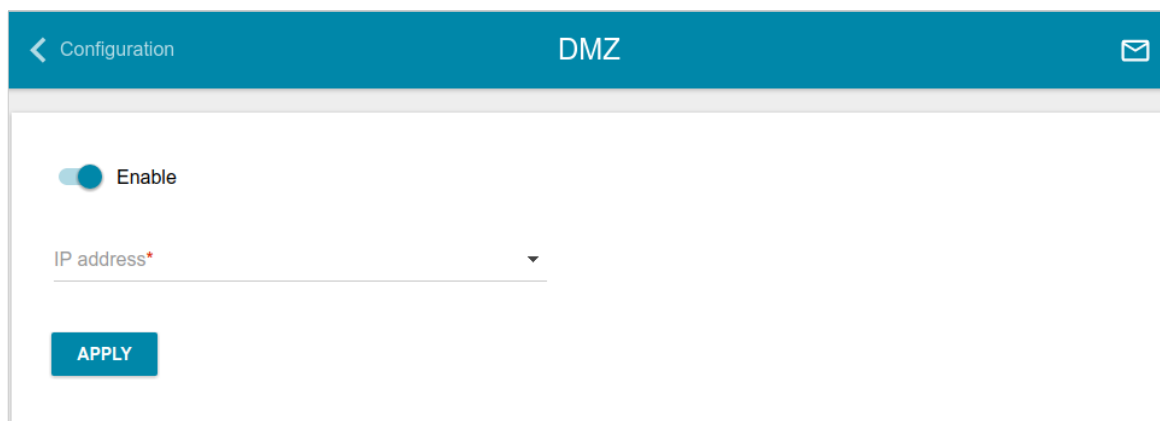 Configuration
DMZ
Enable
IP address*
APPLY